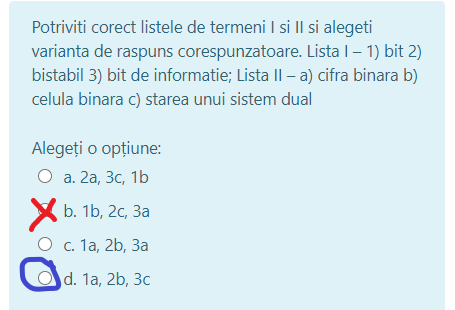 Potriviti corect listele de termeni I si II si alegeti
varianta de raspuns corespunzatoare. Lista I – 1) bit 2)
bistabil 3) bit de informatie; Lista II – a) cifra binara b)
celula binara c) starea unui sistem dual
Alegeți o opțiune:
a. 2a, 3c, 1b
b. 1b, 2c, 3a
c. 1a, 2b, 3a
d. 1a, 2b, 3c